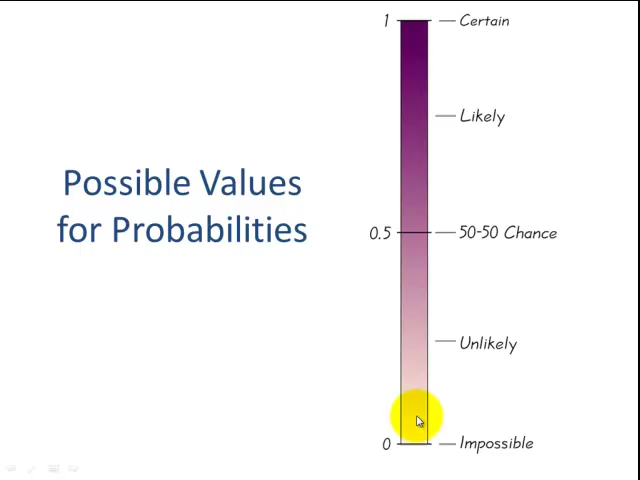 Possible Values
for Probabilities
1
Certain
Likely
0.5
50-50 Chance
Unlikely
0
Impossible